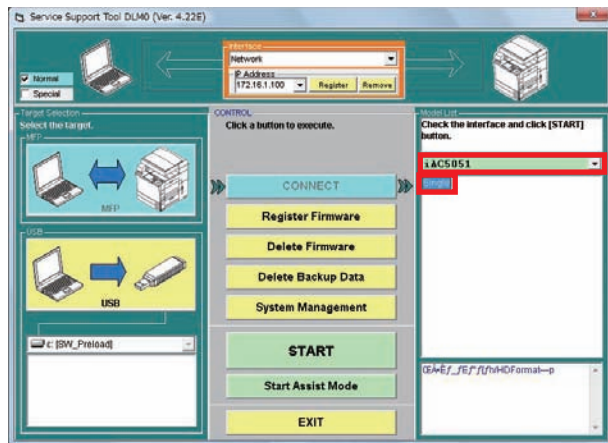 Service Support Tool DLM0 (Ver. 4.22E)
Interface
Network
IP Address
172.16.1.100
Register
Remove
Normal
Special
Target Selection
Select the target.
MFP
MFP
USB
USB
c: [SW_Preload]
CONTROL
Click a button to execute.
CONNECT
Register Firmware
Delete Firmware
Delete Backup Data
System Management
START
Start Assist Mode
EXIT
Model List
Check the interface and click [START]
button.
iAC5051
Single